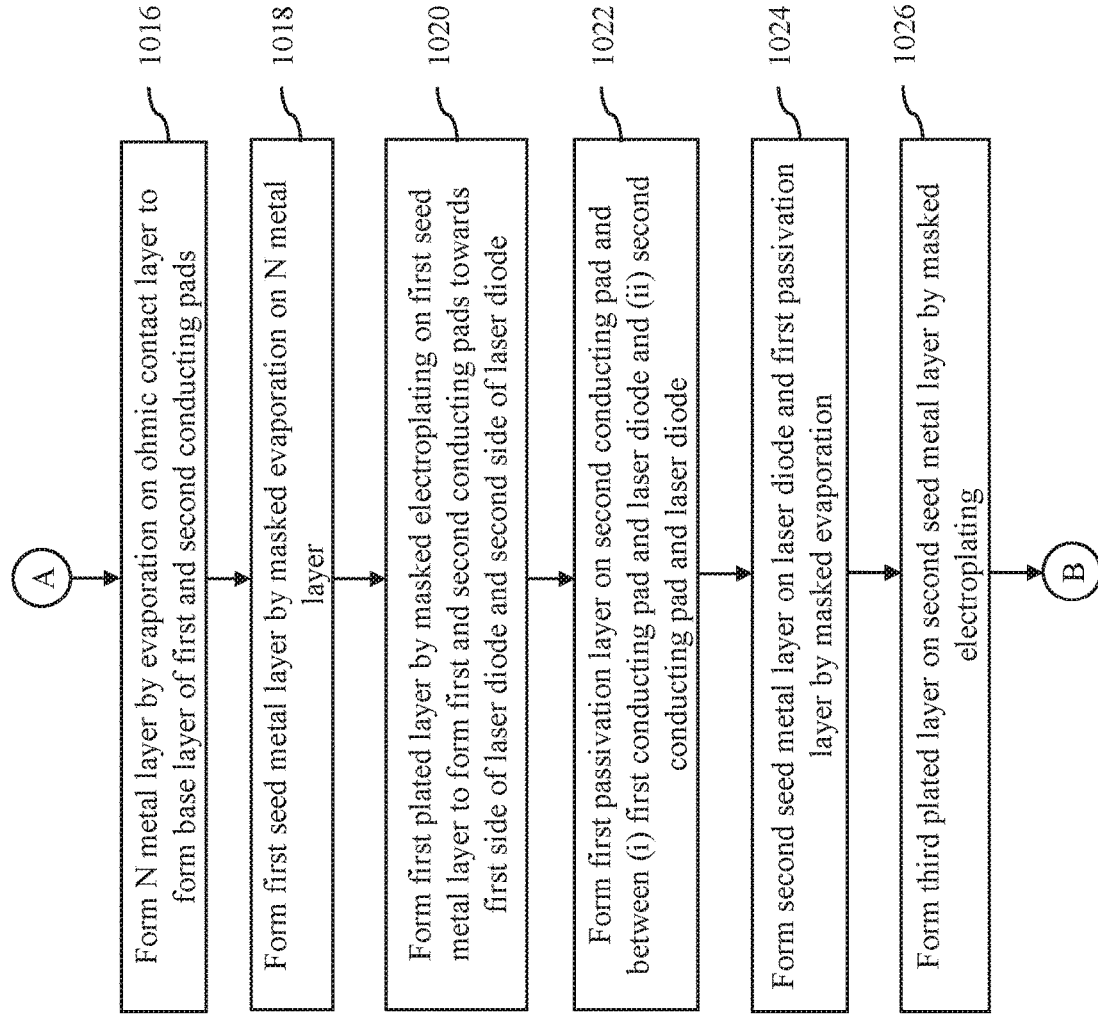 A
Form N metal layer by evaporation on ohmic contact layer to
form base layer of first and second conducting pads
1016
Form first seed metal layer by masked evaporation on N metal
layer
1018
Form first plated layer by masked electroplating on first seed
metal layer to form first and second conducting pads towards
first side of laser diode and second side of laser diode
1020
Form first passivation layer on second conducting pad and
between (i) first conducting pad and laser diode and (ii) second
conducting pad and laser diode
1022
Form second seed metal layer on laser diode and first passivation
layer by masked evaporation
1024
Form third plated layer on second seed metal layer by masked
electroplating
1026
B